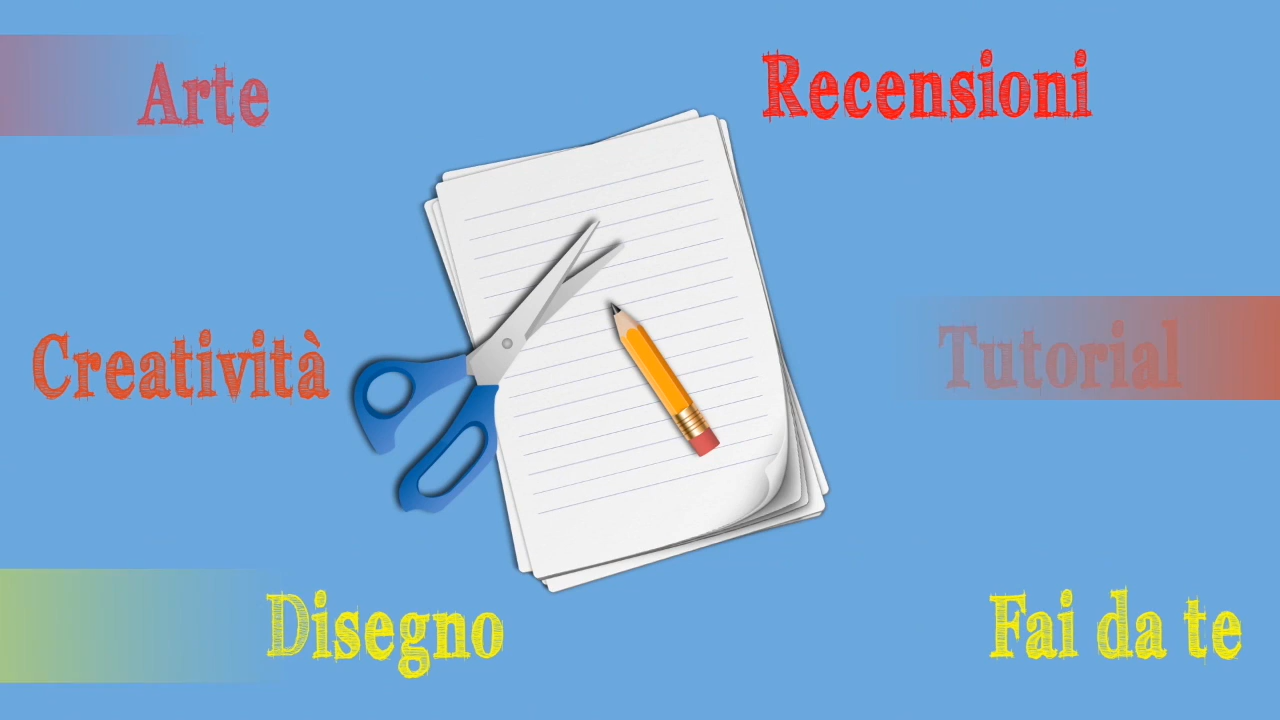 Arte
Recensioni
Creatività
Tutorial
Disegno
Fai da te